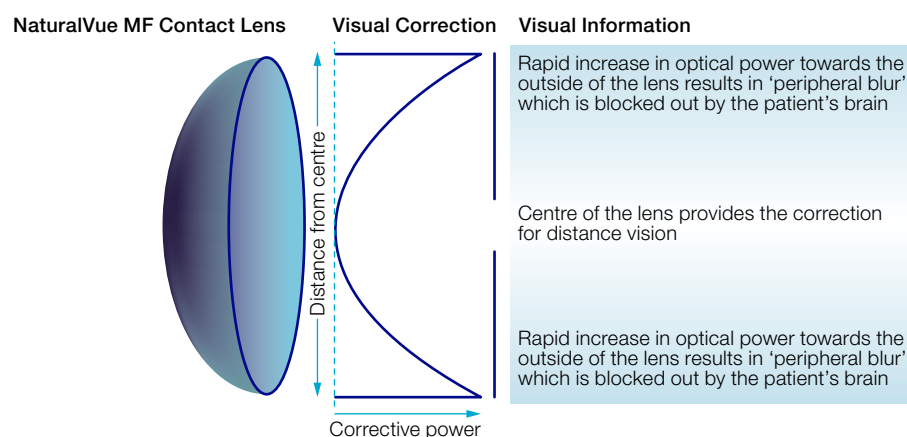 NaturalVue MF Contact Lens
Visual Correction
Visual Information
Distance from centre
Corrective power
Rapid increase in optical power towards the
outside of the lens results in ‘peripheral blur’
which is blocked out by the patient’s brain
Centre of the lens provides the correction
for distance vision
Rapid increase in optical power towards the
outside of the lens results in ‘peripheral blur’
which is blocked out by the patient’s brain